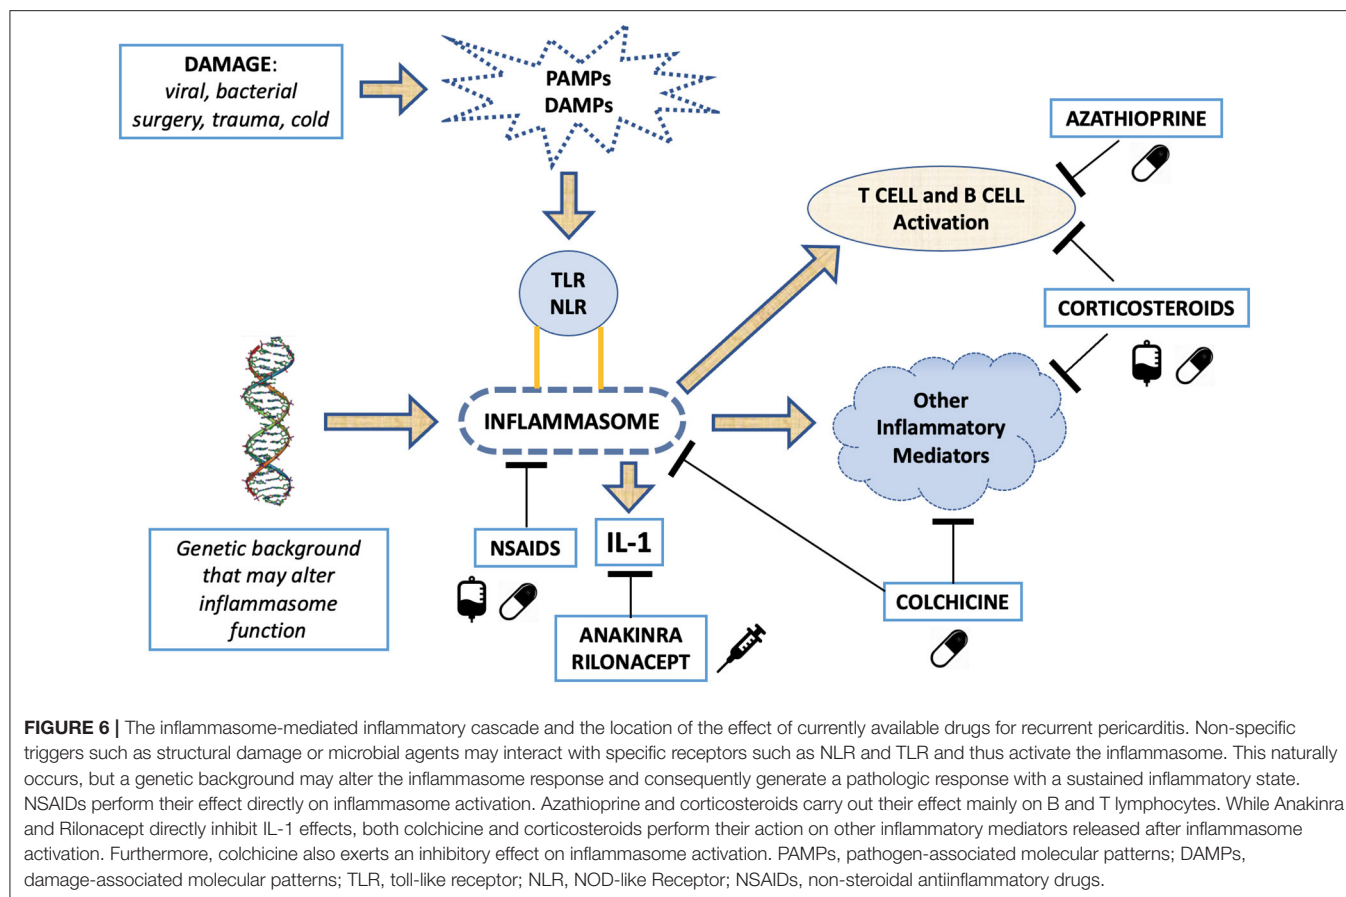 DAMAGE:
viral, bacterial
surgery, trauma, cold
PAMPs
DAMPs
AZATHIOPRINE
T CELL and B CELL
Activation
TLR
NLR
CORTICOSTEROIDS
INFLAMMASOME
Other
Inflammatory
Mediators
NSAIDS
IL-1
Genetic background
that may alter
inflammasome
function
COLCHICINE
ANAKINRA
RILONACEPT
FIGURE 6 | The inflammasome-mediated inflammatory cascade and the location of the effect of currently available drugs for recurrent pericarditis. Non-specific
triggers such as structural damage or microbial agents may interact with specific receptors such as NLR and TLR and thus activate the inflammasome. This naturally
occurs, but a genetic background may alter the inflammasome response and consequently generate a pathologic response with a sustained inflammatory state.
NSAIDs perform their effect directly on inflammasome activation. Azathioprine and corticosteroids carry out their effect mainly on B and T lymphocytes. While Anakinra
and Rilonacept directly inhibit IL-1 effects, both colchicine and corticosteroids perform their action on other inflammatory mediators released after inflammasome
activation. Furthermore, colchicine also exerts an inhibitory effect on inflammasome activation. PAMPs, pathogen-associated molecular patterns; DAMPs,
damage-associated molecular patterns; TLR, toll-like receptor; NLR, NOD-like Receptor; NSAIDs, non-steroidal antiinflammatory drugs.